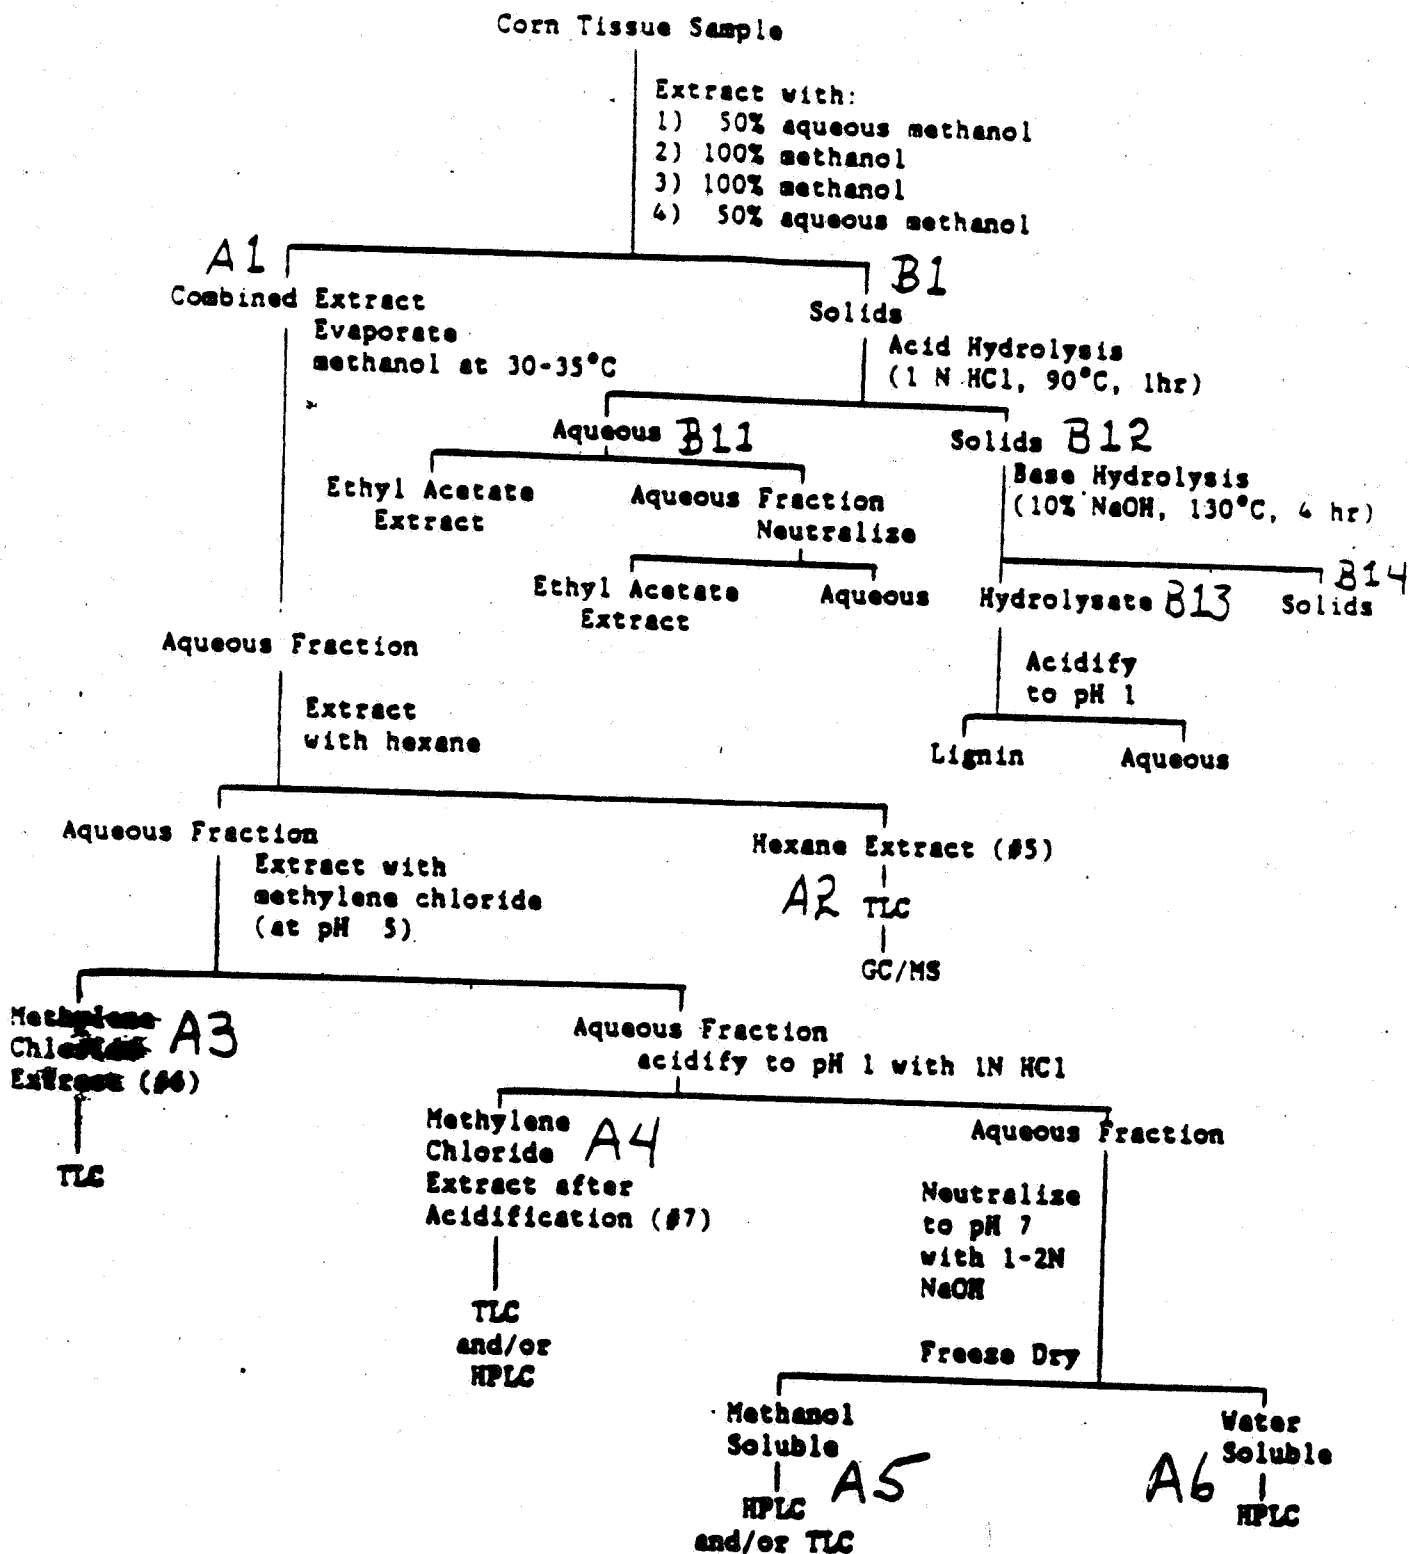 Corn Tissue Sample
Extract with:
1) 50% aqueous methanol
2) 100% methanol
3) 100% methanol
4) 50% aqueous methanol
A1
B1
Combined Extract
Evaporate
methanol at 30-35°C
Solids
Acid Hydrolysis
(1 N HCl, 90°C, 1hr)
Aqueous B11
Solids B12
Base Hydrolysis
(10% NaOH, 130°C, 4 hr)
Ethyl Acetate
Extract
Aqueous Fraction
Neutralize
Ethyl Acetate
Extract
Aqueous
Hydrolysate B13
B14
Solids
Aqueous Fraction
Acidify
to pH 1
Extract
with hexane
Lignin
Aqueous
Aqueous Fraction
Extract with
methylene chloride
(at pH 5)
Hexane Extract (#5)
A2 TLC
GC/MS
Methylene
Chloride A3
Extract (#6)
TLC
Aqueous Fraction
acidify to pH 1 with 1N HCl
Methylene
Chloride A4
Extract after
Acidification (#7)
TLC
and/or
HPLC
Aqueous Fraction
Neutralize
to pH 7
with 1-2N
NaOH
Freeze Dry
Methanol
Soluble
A5
HPLC
and/or TLC
Water
Soluble
A6
HPLC